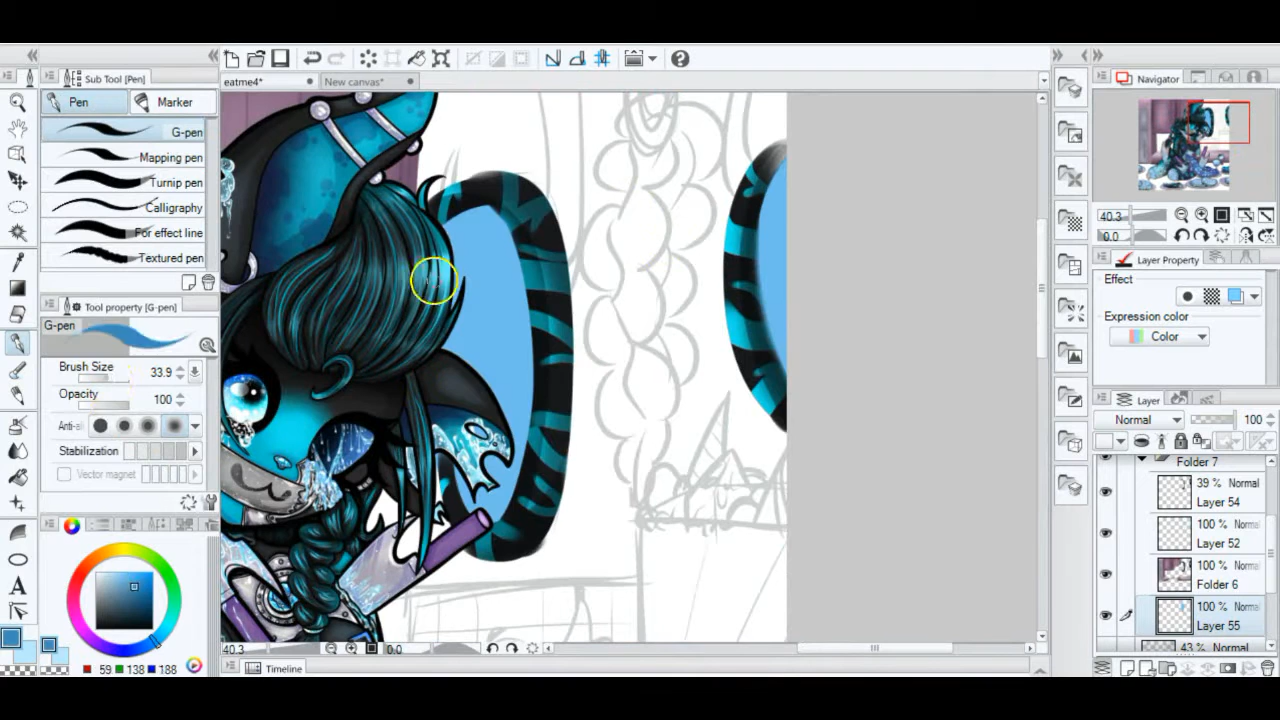 Sub Tool [Pen]
Pen
Marker
G-pen
Mapping pen
Turnip pen
Calligraphy
For effect line
Textured pen
Tool property [G-pen]
G-pen
Brush Size
33.9
Opacity
100
Anti-
Stabilization
Vector magnet
59
138
188
eatme4*
New canvas*
40.3
0.0
Timeline
Navigator
40.3
0.0
Layer Property
Effect
Expression color
Color
Layer
Normal
100
Folder 7
39 % Normal
Layer 54
100 % Normal
Layer 52
100 % Normal
Folder 6
100 % Normal
Layer 55
43 % Normal